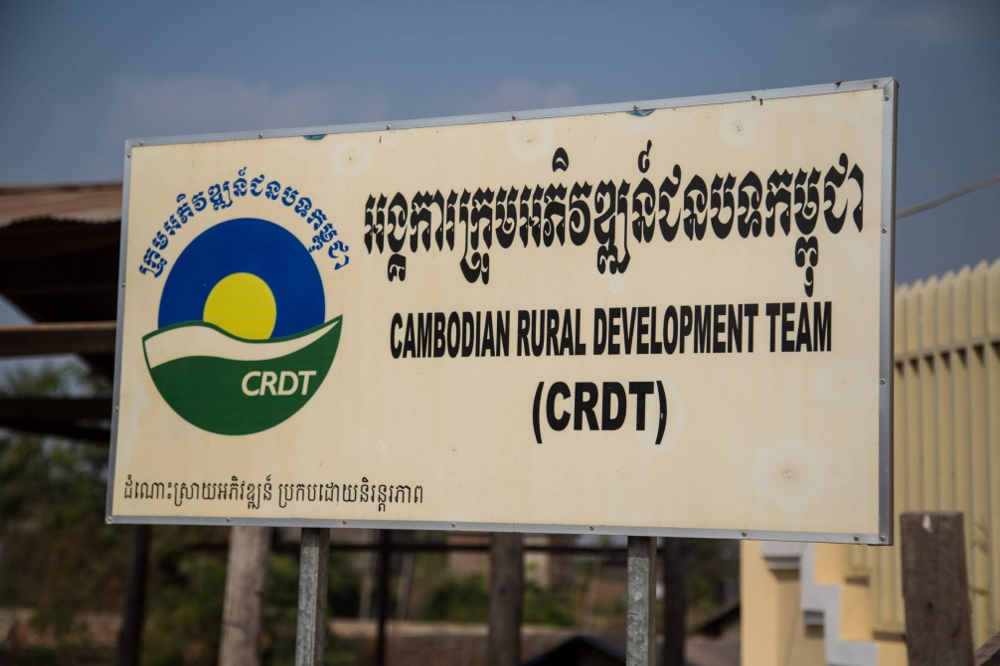 ក្រុមអភិវឌ្ឍន៍ជនបទកម្ពុជា
CRDT
អង្គការក្រុមអភិវឌ្ឍន៍ជនបទកម្ពុជា
CAMBODIAN RURAL DEVELOPMENT TEAM
(CRDT)
ដំណោះស្រាយអភិវឌ្ឍន៍ ប្រកបដោយនិរន្តរភាព